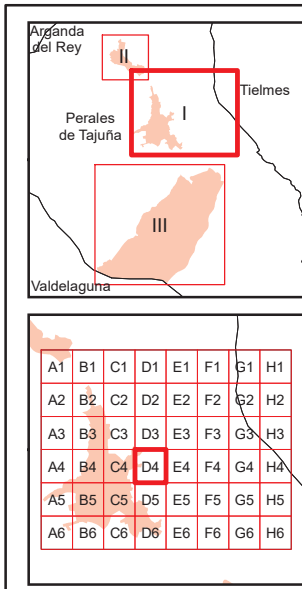 Arganda
del Rey
II
Tielmes
I
Perales
de Tajuña
III
Valdelaguna
A1 B1 C1 D1 E1 F1 G1 H1
A2 B2 C2 D2 E2 F2 G2 H2
A3 B3 C3 D3 E3 F3 G3 H3
A4 B4 C4 D4 E4 F4 G4 H4
A5 B5 C5 D5 E5 F5 G5 H5
A6 B6 C6 D6 E6 F6 G6 H6